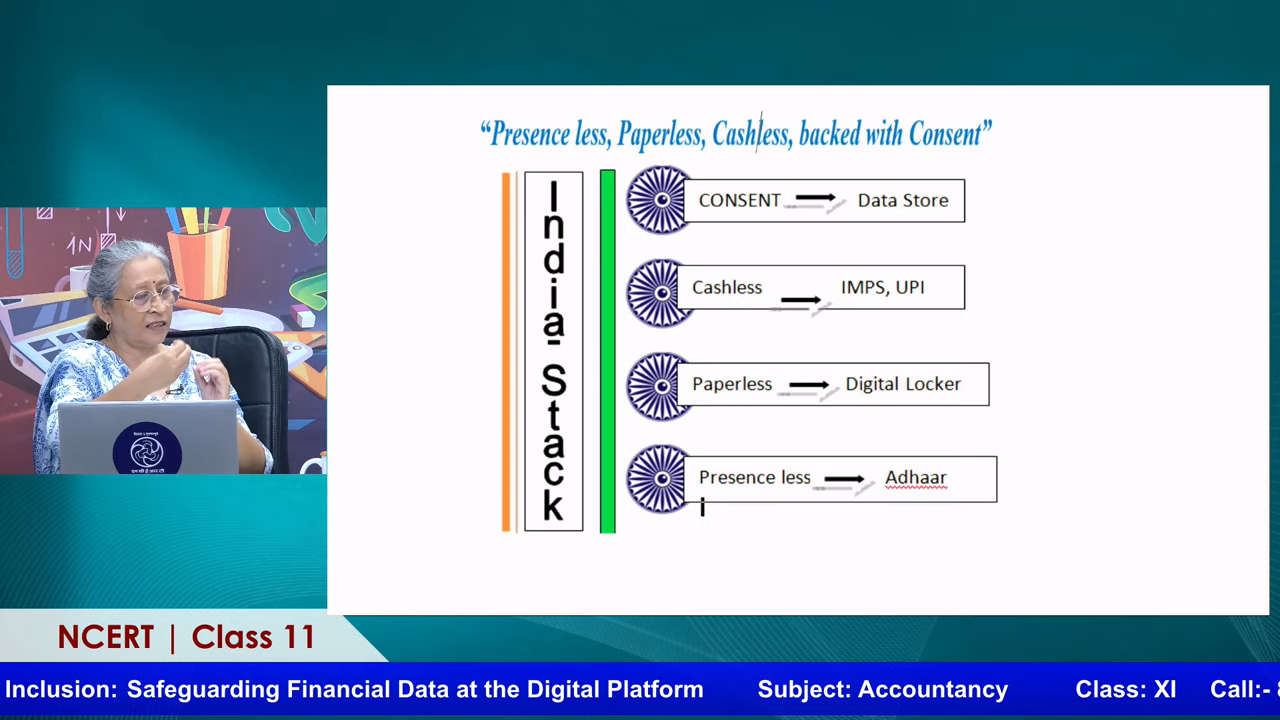 “Presence less, Paperless, Cashless, backed with Consent”
India- Stack
CONSENT Data Store
Cashless IMPS, UPI
Paperless Digital Locker
Presence less Adhaar
1N
NCERT | Class 11
Inclusion: Safeguarding Financial Data at the Digital Platform Subject: Accountancy Class: XI Call:-